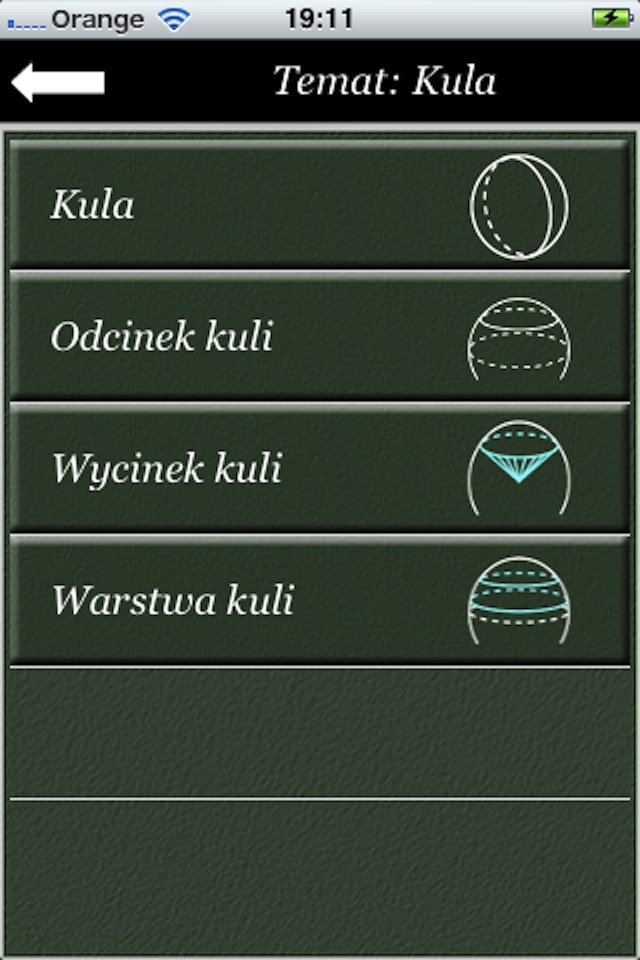 Orange 19:11
Temat: Kula
Kula
Odcinek kuli
Wycinek kuli
Warstwa kuli